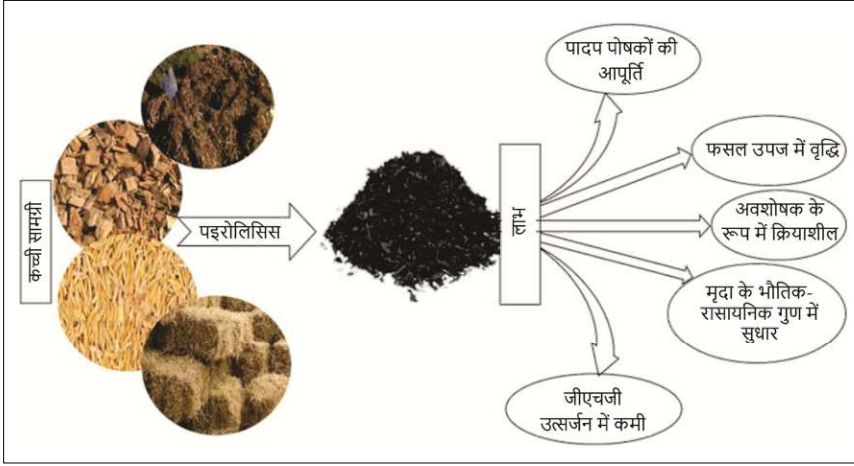 कच्ची सामग्री
पइरोलिसिस
लाभ
पादप पोषकों की
आपूर्ति
फसल उपज में वृद्धि
अवशोषक के
रूप में क्रियाशील
मृदा के भौतिक-
रासायनिक गुण में
सुधार
जीएचजी
उत्सर्जन में कमी